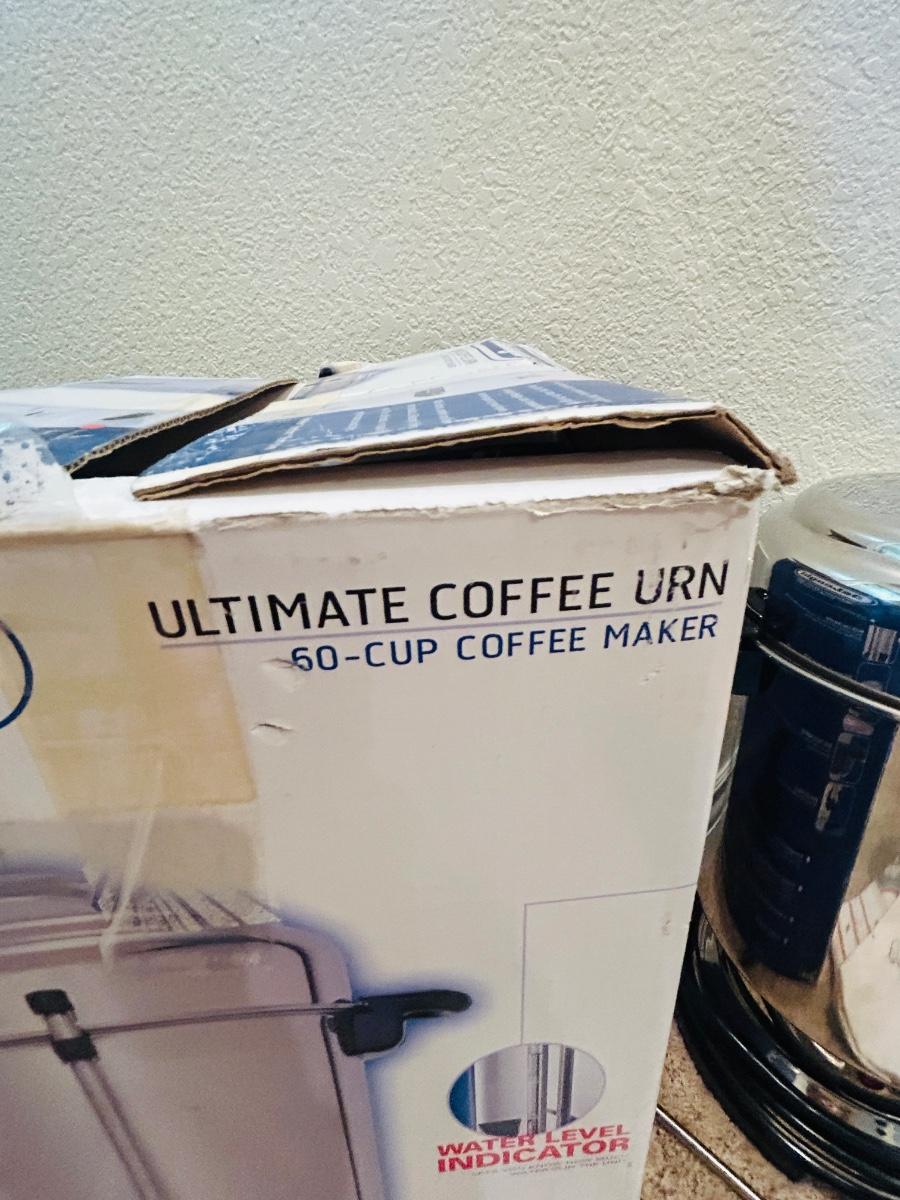 ULTIMATE COFFEE URN
60-CUP COFFEE MAKER
WATER LEVEL
INDICATOR